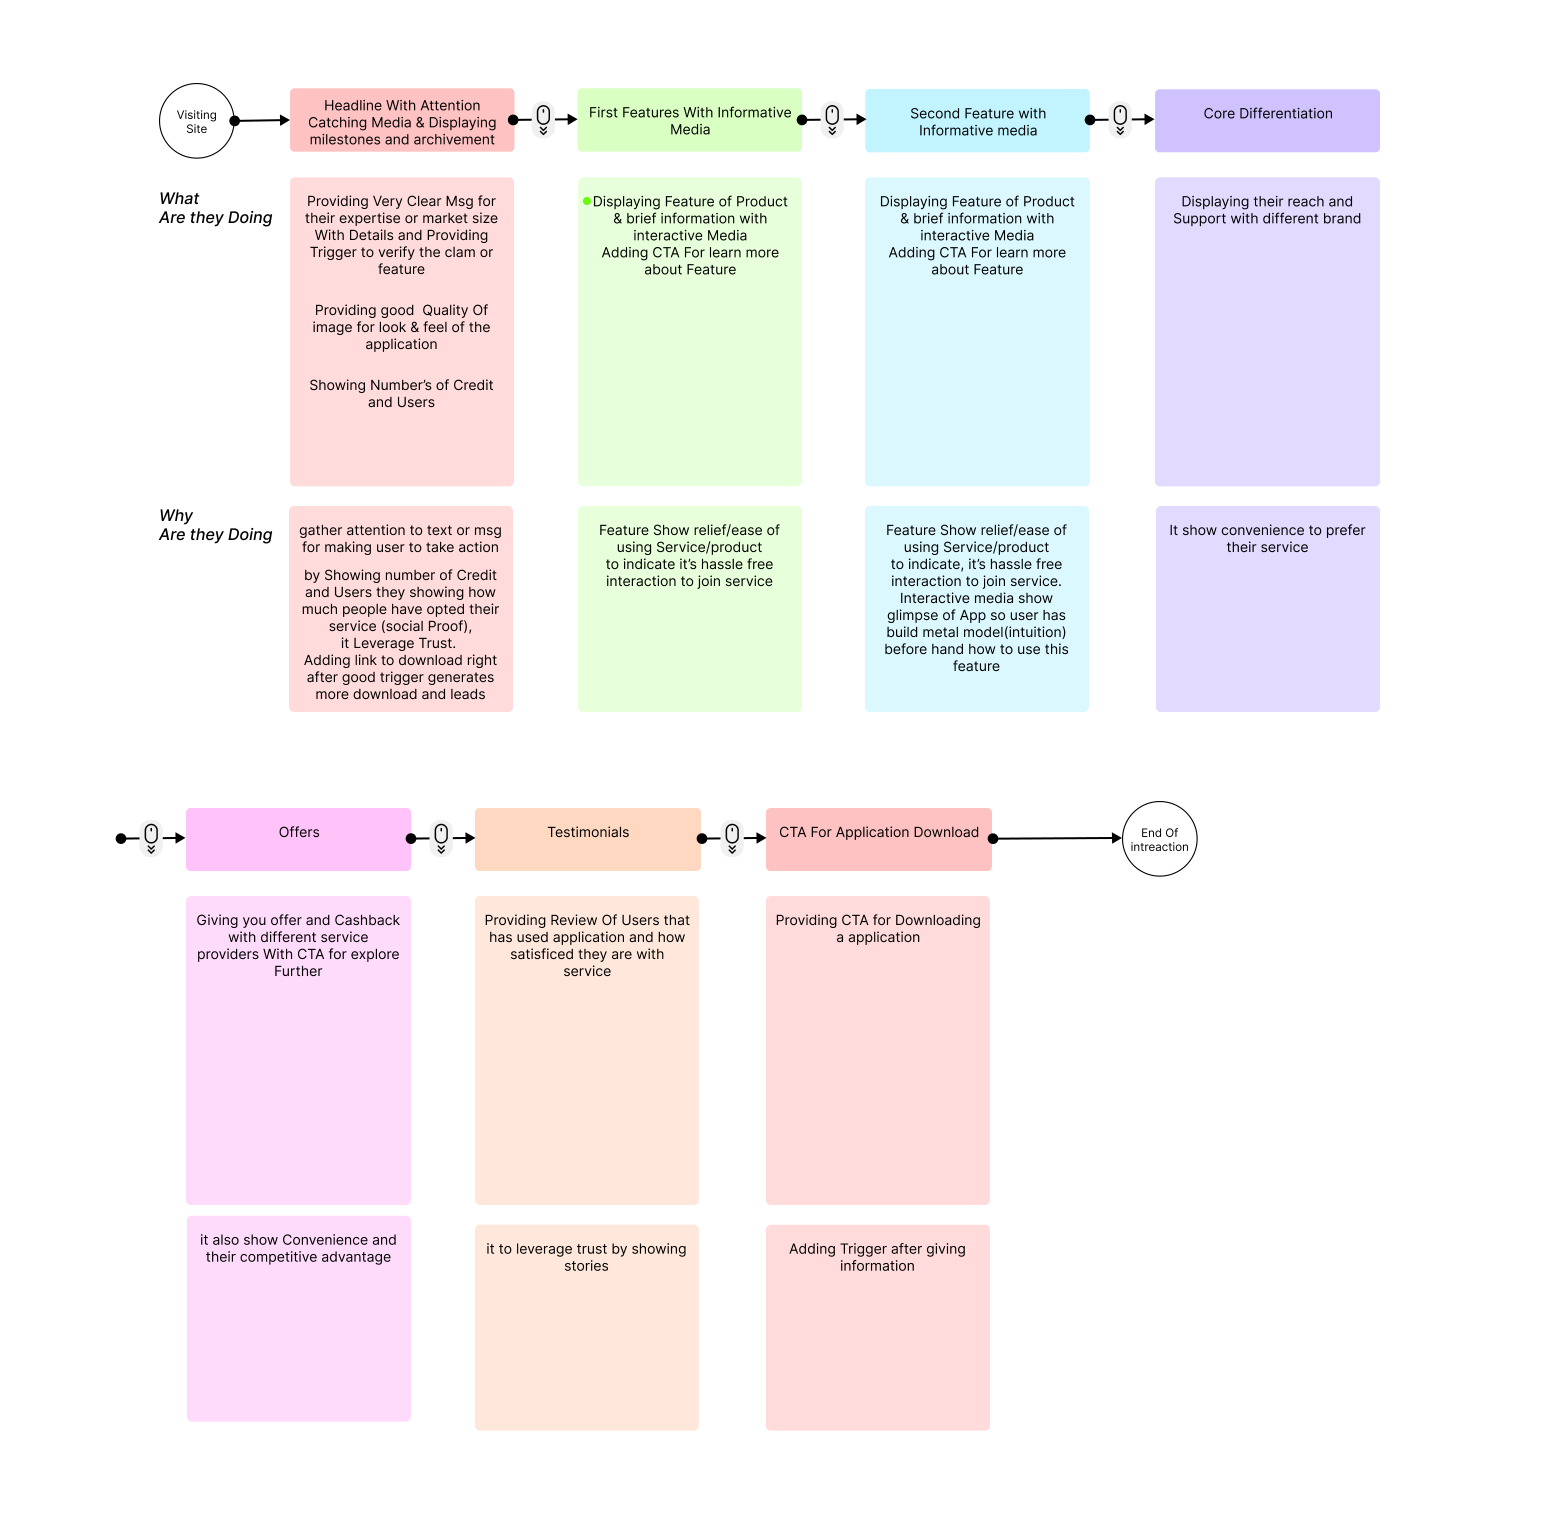 Visiting
Site
Headline With Attention
Catching Media & Displaying
milestones and archivement
First Features With Informative
Media
Second Feature with
Informative media
Core Differentiation
What
Are they Doing
Providing Very Clear Msg for
their expertise or market size
With Details and Providing
Trigger to verify the clam or
feature
Providing good  Quality Of
image for look & feel of the
application
Showing Number’s of Credit
and Users
Displaying Feature of Product
& brief information with
interactive Media
Adding CTA For learn more
about Feature
Displaying Feature of Product
& brief information with
interactive Media
Adding CTA For learn more
about Feature
Displaying their reach and
Support with different brand
Why
Are they Doing
gather attention to text or msg
for making user to take action
by Showing number of Credit
and Users they showing how
much people have opted their
service (social Proof),
it Leverage Trust.
Adding link to download right
after good trigger generates
more download and leads
Feature Show relief/ease of
using Service/product
to indicate it’s hassle free
interaction to join service
Feature Show relief/ease of
using Service/product
to indicate, it’s hassle free
interaction to join service.
Interactive media show
glimpse of App so user has
build metal model(intuition)
before hand how to use this
feature
It show convenience to prefer
their service
Offers
Testimonials
CTA For Application Download
End Of
intreaction
Giving you offer and Cashback
with different service
providers With CTA for explore
Further
Providing Review Of Users that
has used application and how
satisficed they are with
service
Providing CTA for Downloading
a application
it also show Convenience and
their competitive advantage
it to leverage trust by showing
stories
Adding Trigger after giving
information